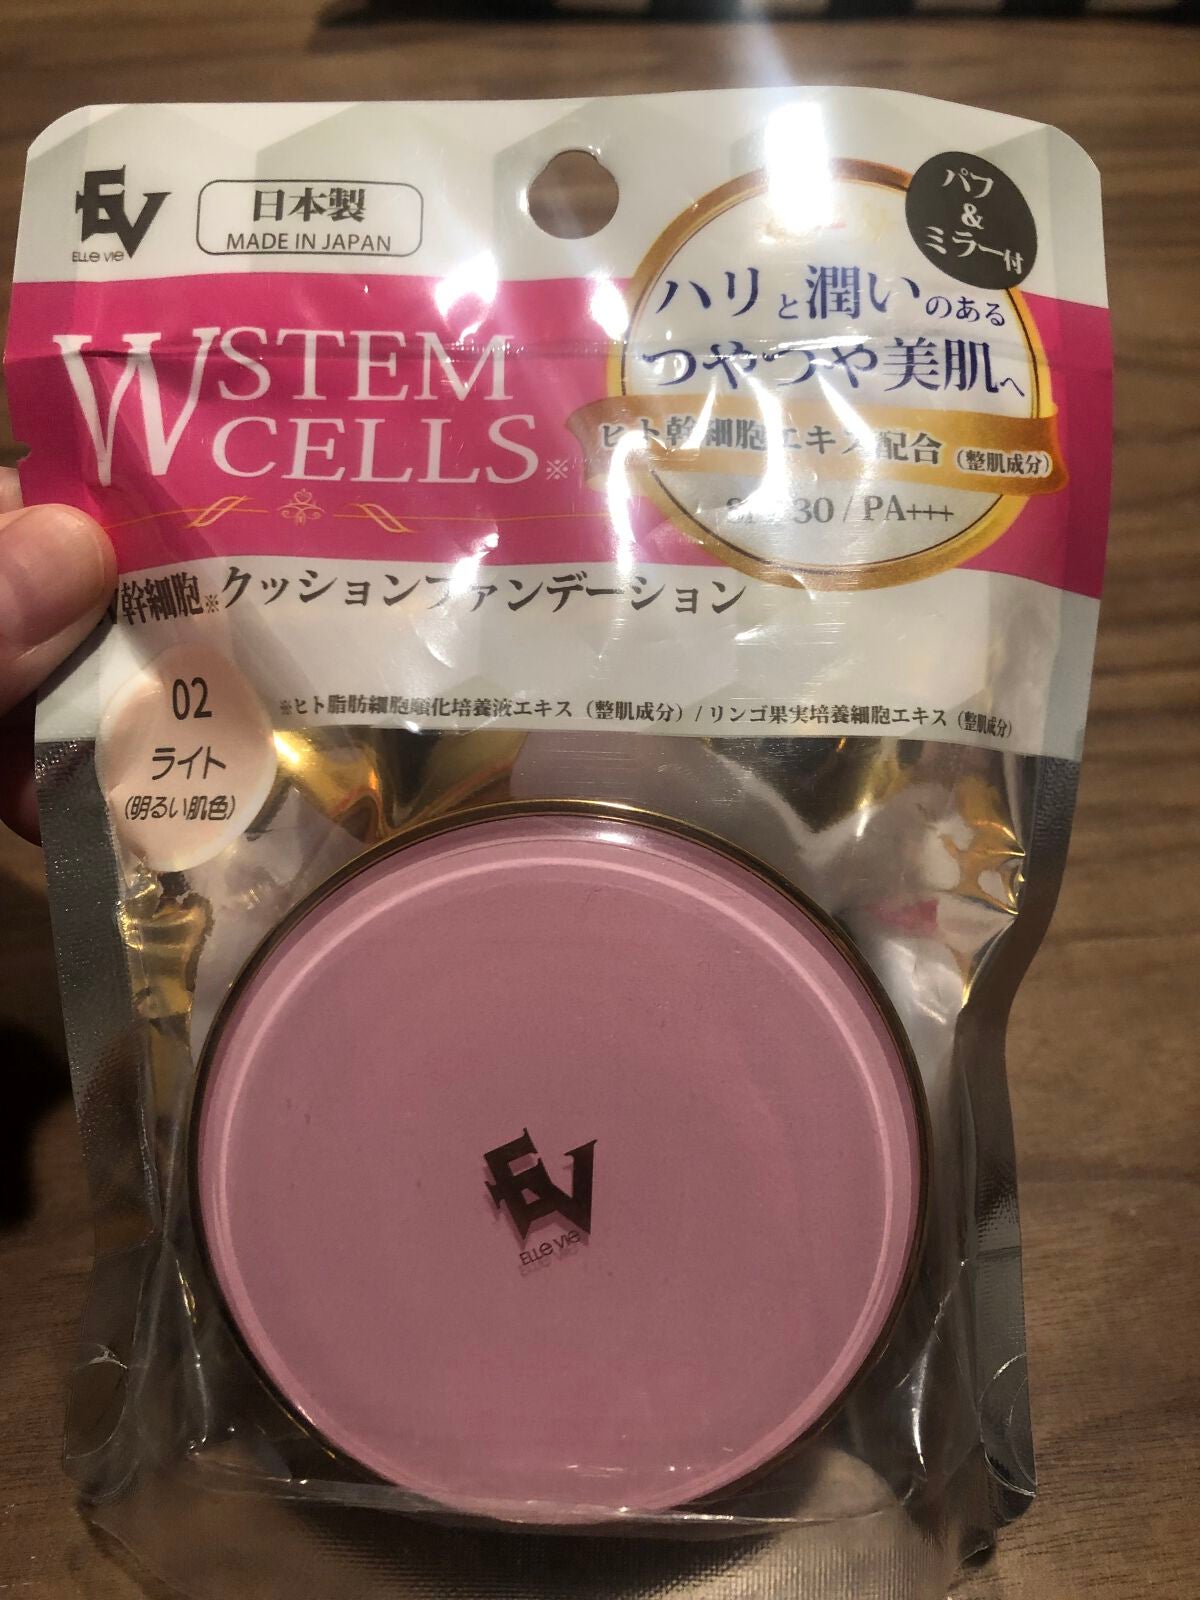 EV
ELLe VIe
日本製
MADE IN JAPAN
パフ
&
ミラー付
W STEM
CELLS※
ハリと潤いのある
つやつや美肌へ
ヒト幹細胞エキス配合（整肌成分）
SPF30 / PA+++
W幹細胞※クッションファンデーション
※ヒト脂肪細胞順化培養液エキス（整肌成分）/ リンゴ果実培養細胞エキス（整肌成分）
02
ライト
（明るい肌色）
EV
ELLe VIe